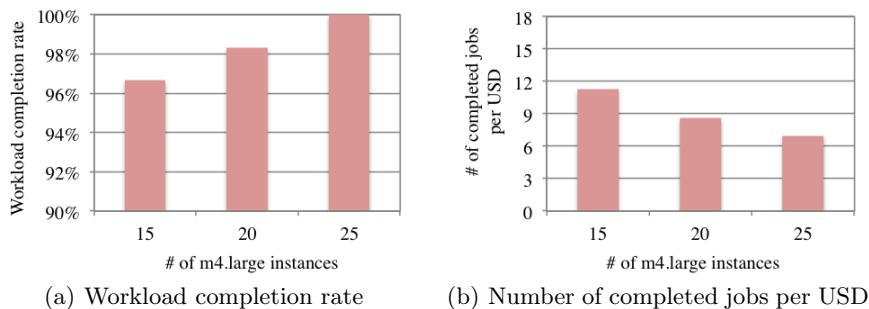 100%
98%
96%
94%
92%
90%
Workload completion rate
15 20 25
# of m4.large instances
(a) Workload completion rate
18
15
12
9
6
3
0
# of completed jobs
per USD
15 20 25
# of m4.large instances
(b) Number of completed jobs per USD